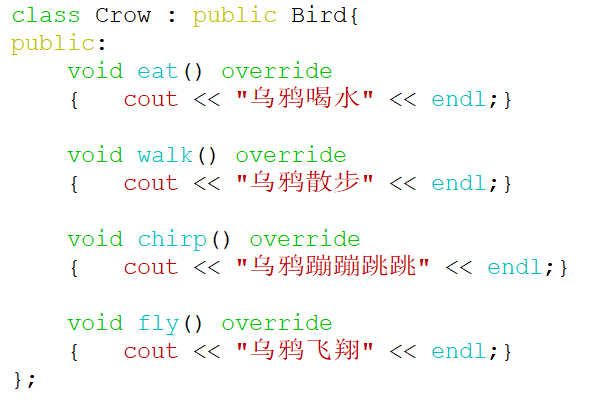 class Crow : public Bird{
public:
    void eat() override
    {   cout << "乌鸦喝水" << endl;}

    void walk() override
    {   cout << "乌鸦散步" << endl;}

    void chirp() override
    {   cout << "乌鸦蹦蹦跳跳" << endl;}

    void fly() override
    {   cout << "乌鸦飞翔" << endl;}
};